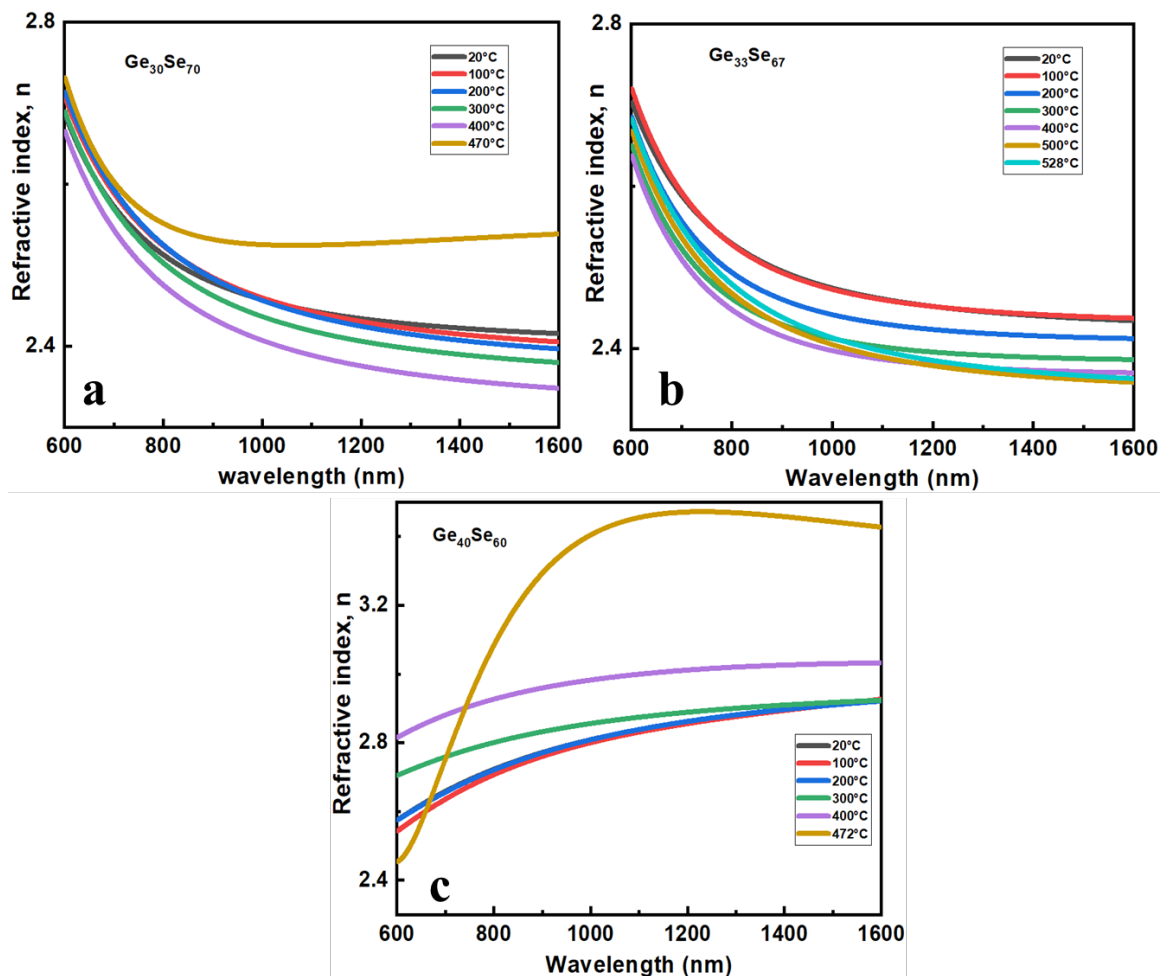 Ge30Se70
20°C
100°C
200°C
300°C
400°C
470°C
Refractive index, n
2.8
2.4
600 800 1000 1200 1400 1600
wavelength (nm)
a
Ge33Se67
20°C
100°C
200°C
300°C
400°C
500°C
528°C
Refractive index, n
2.8
2.4
600 800 1000 1200 1400 1600
Wavelength (nm)
b
Ge40Se60
20°C
100°C
200°C
300°C
400°C
472°C
Refractive index, n
3.2
2.8
2.4
600 800 1000 1200 1400 1600
Wavelength (nm)
c